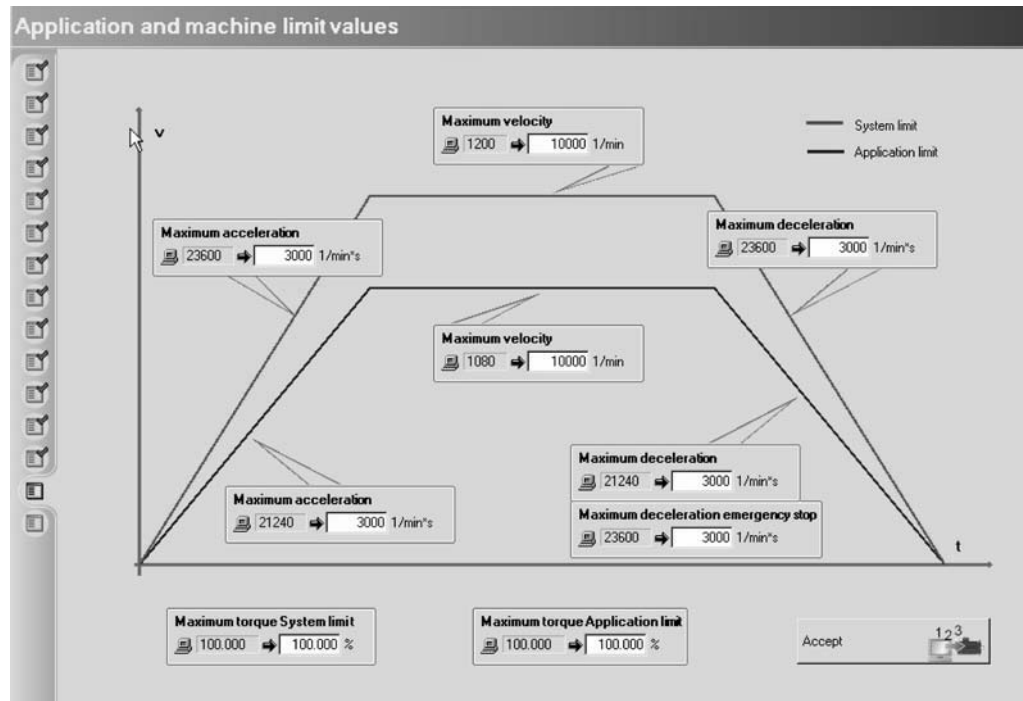 Application and machine limit values
v
Maximum velocity
1200 10000 1/min
System limit
Application limit
Maximum acceleration
23600 3000 1/min*s
Maximum deceleration
23600 3000 1/min*s
Maximum velocity
1080 10000 1/min
Maximum deceleration
21240 3000 1/min*s
Maximum acceleration
21240 3000 1/min*s
Maximum deceleration emergency stop
23600 3000 1/min*s
t
Maximum torque System limit
100.000 100.000 %
Maximum torque Application limit
100.000 100.000 %
Accept
123